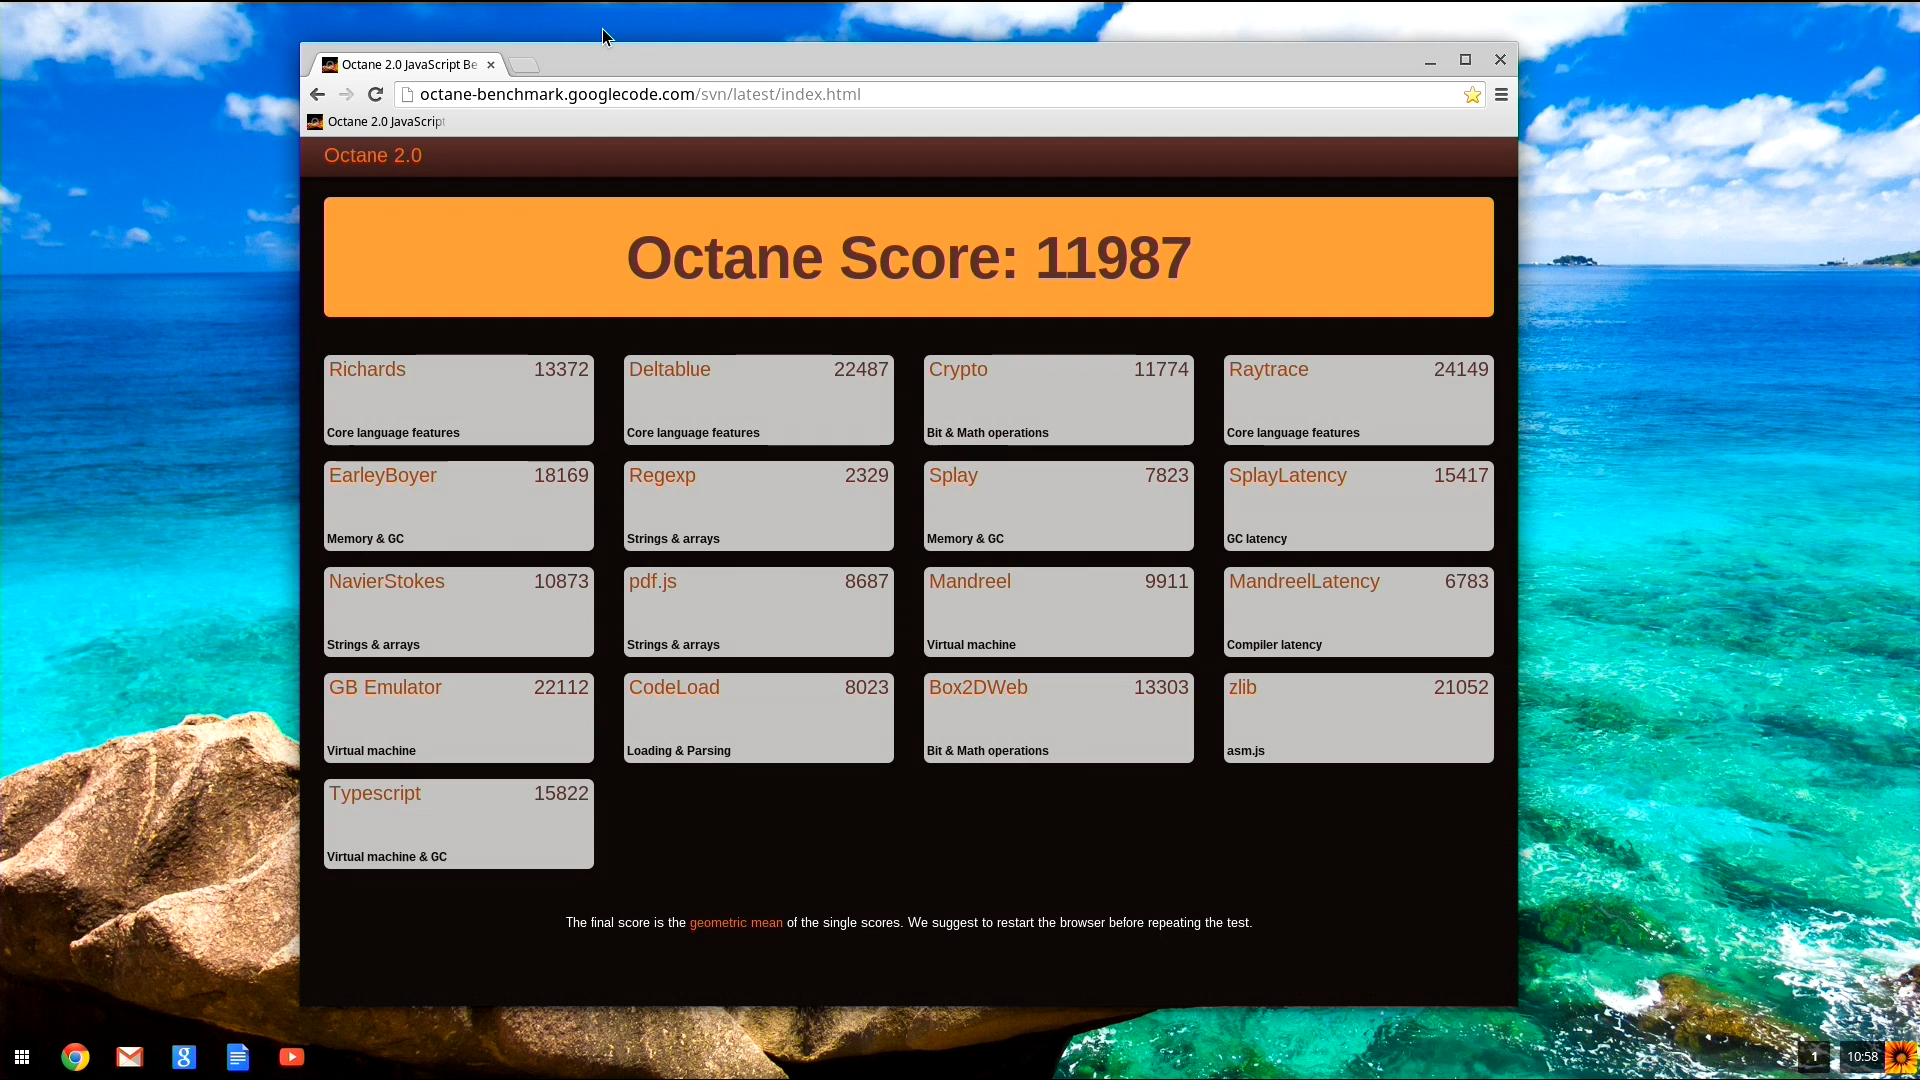 Octane 2.0 JavaScript Be
octane-benchmark.googlecode.com/svn/latest/index.html
Octane 2.0 JavaScript
Octane 2.0
Octane Score: 11987
Richards 13372
Core language features
Deltablue 22487
Core language features
Crypto 11774
Bit & Math operations
Raytrace 24149
Core language features
EarleyBoyer 18169
Memory & GC
Regexp 2329
Strings & arrays
Splay 7823
Memory & GC
SplayLatency 15417
GC latency
NavierStokes 10873
Strings & arrays
pdf.js 8687
Strings & arrays
Mandreel 9911
Virtual machine
MandreelLatency 6783
Compiler latency
GB Emulator 22112
Virtual machine
CodeLoad 8023
Loading & Parsing
Box2DWeb 13303
Bit & Math operations
zlib 21052
asm.js
Typescript 15822
Virtual machine & GC
The final score is the geometric mean of the single scores. We suggest to restart the browser before repeating the test.
8
1 10:58